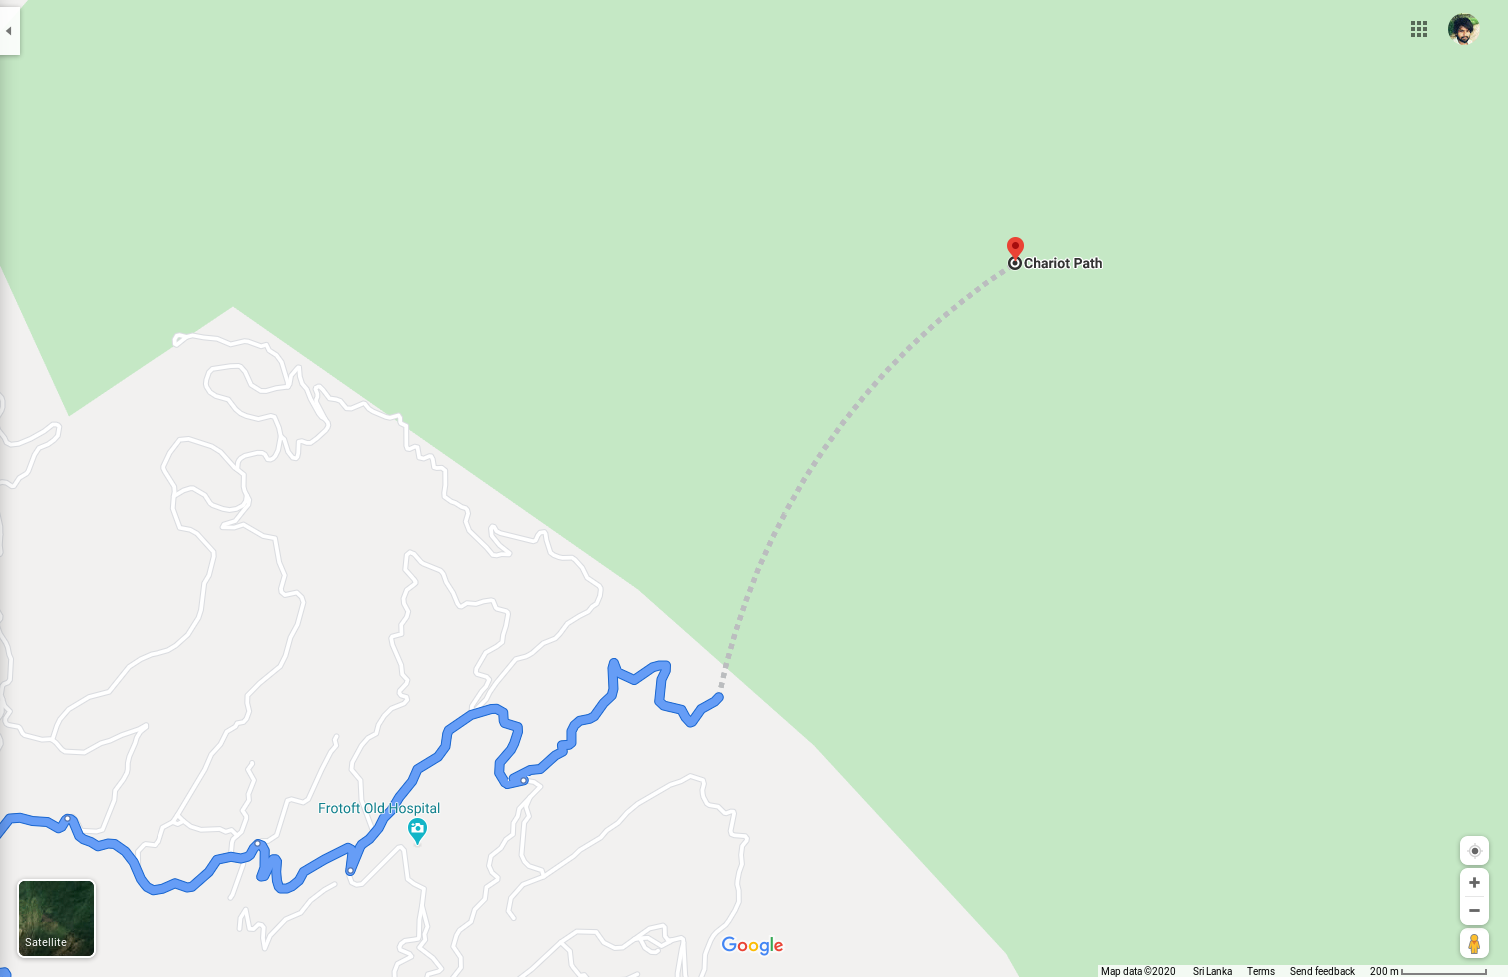 Chariot Path
Frotoft Old Hospital
Satellite
Google
Map data ©2020 Sri Lanka Terms Send feedback 200 m